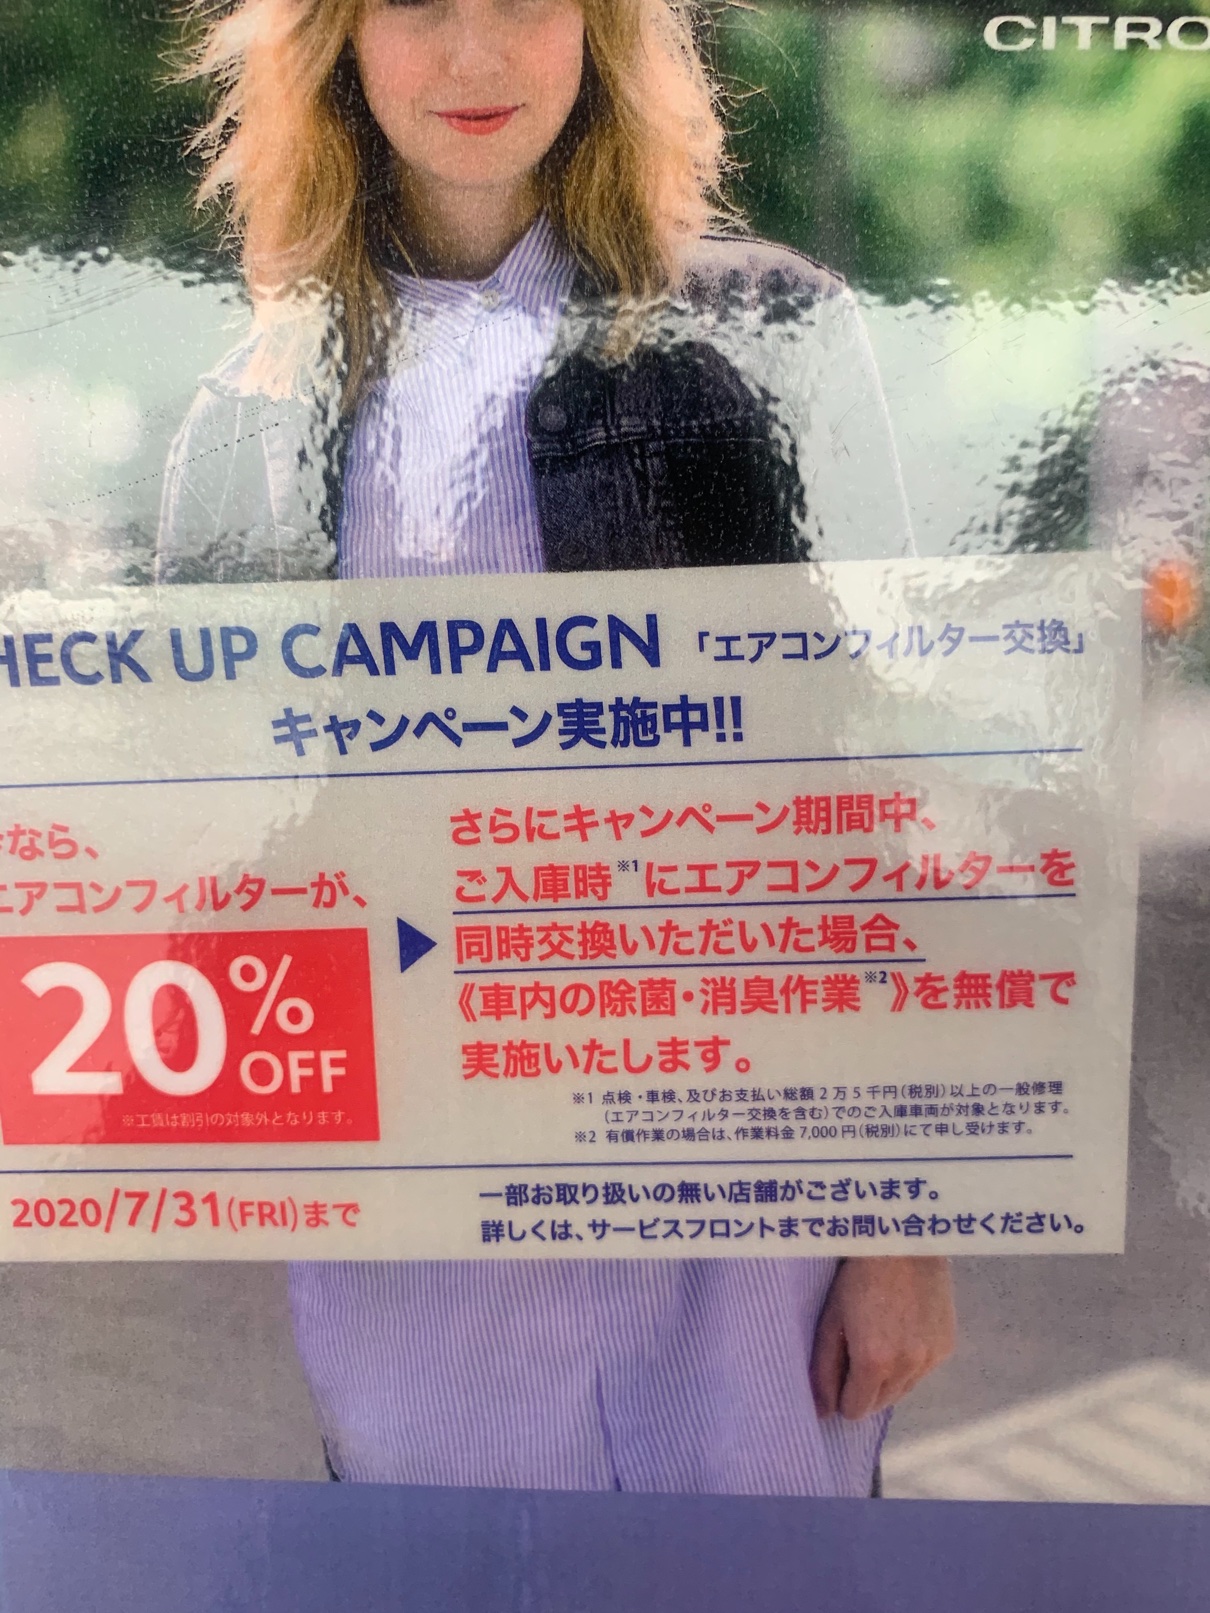 CITRO
HECK UP CAMPAIGN 「エアコンフィルター交換」
キャンペーン実施中!!
なら、
エアコンフィルターが、
20%
OFF
※工賃は割引の対象外となります。
さらにキャンペーン期間中、
ご入庫時※1にエアコンフィルターを
同時交換いただいた場合、
《車内の除菌・消臭作業※2》を無償で
実施いたします。
※1 点検・車検、及びお支払い総額2万5千円(税別)以上の一般修理
(エアコンフィルター交換を含む)でのご入庫車両が対象となります。
※2 有償作業の場合は、作業料金7,000円(税別)にて申し受けます。
2020/7/31(FRI)まで
一部お取り扱いの無い店舗がございます。
詳しくは、サービスフロントまでお問い合わせください。